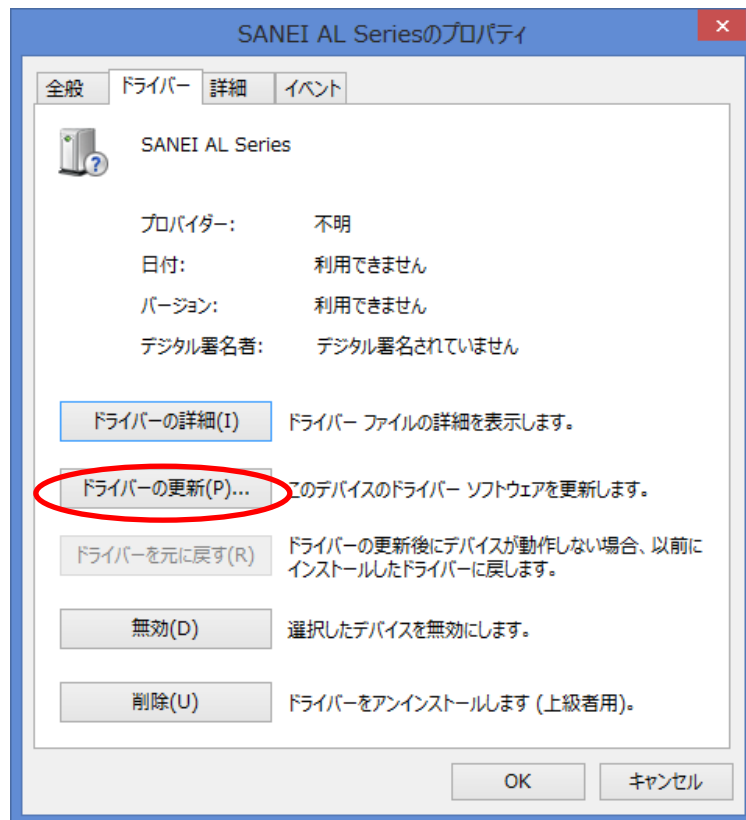 SANEI AL Seriesのプロパティ
全般 ドライバー 詳細 イベント
SANEI AL Series
プロバイダー: 不明
日付: 利用できません
バージョン: 利用できません
デジタル署名者: デジタル署名されていません
ドライバーの詳細(I) ドライバー ファイルの詳細を表示します。
ドライバーの更新(P)... このデバイスのドライバー ソフトウェアを更新します。
ドライバーを元に戻す(R) ドライバーの更新後にデバイスが動作しない場合、以前に
インストールしたドライバーに戻します。
無効(D) 選択したデバイスを無効にします。
削除(U) ドライバーをアンインストールします (上級者用)。
OK キャンセル